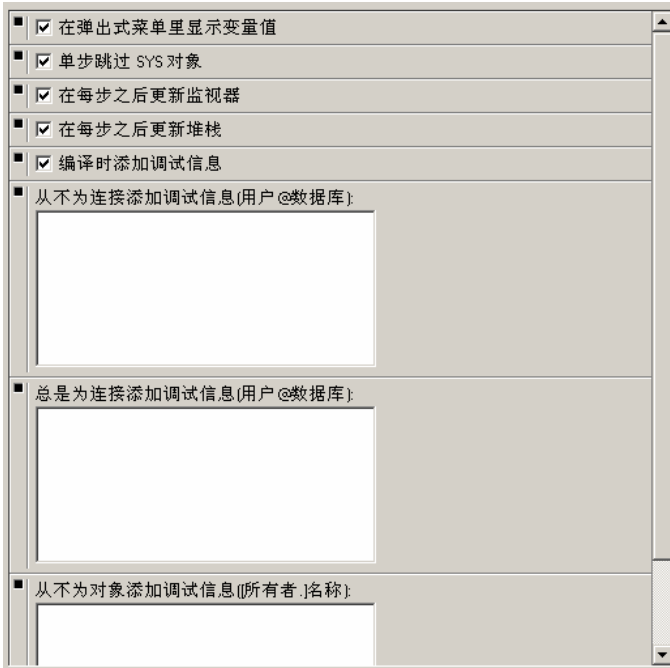 在弹出式菜单里显示变量值
单步跳过 SYS 对象
在每步之后更新监视器
在每步之后更新堆栈
编译时添加调试信息
从不为连接添加调试信息(用户@数据库):
总是为连接添加调试信息(用户@数据库):
从不为对象添加调试信息([所有者.]名称):